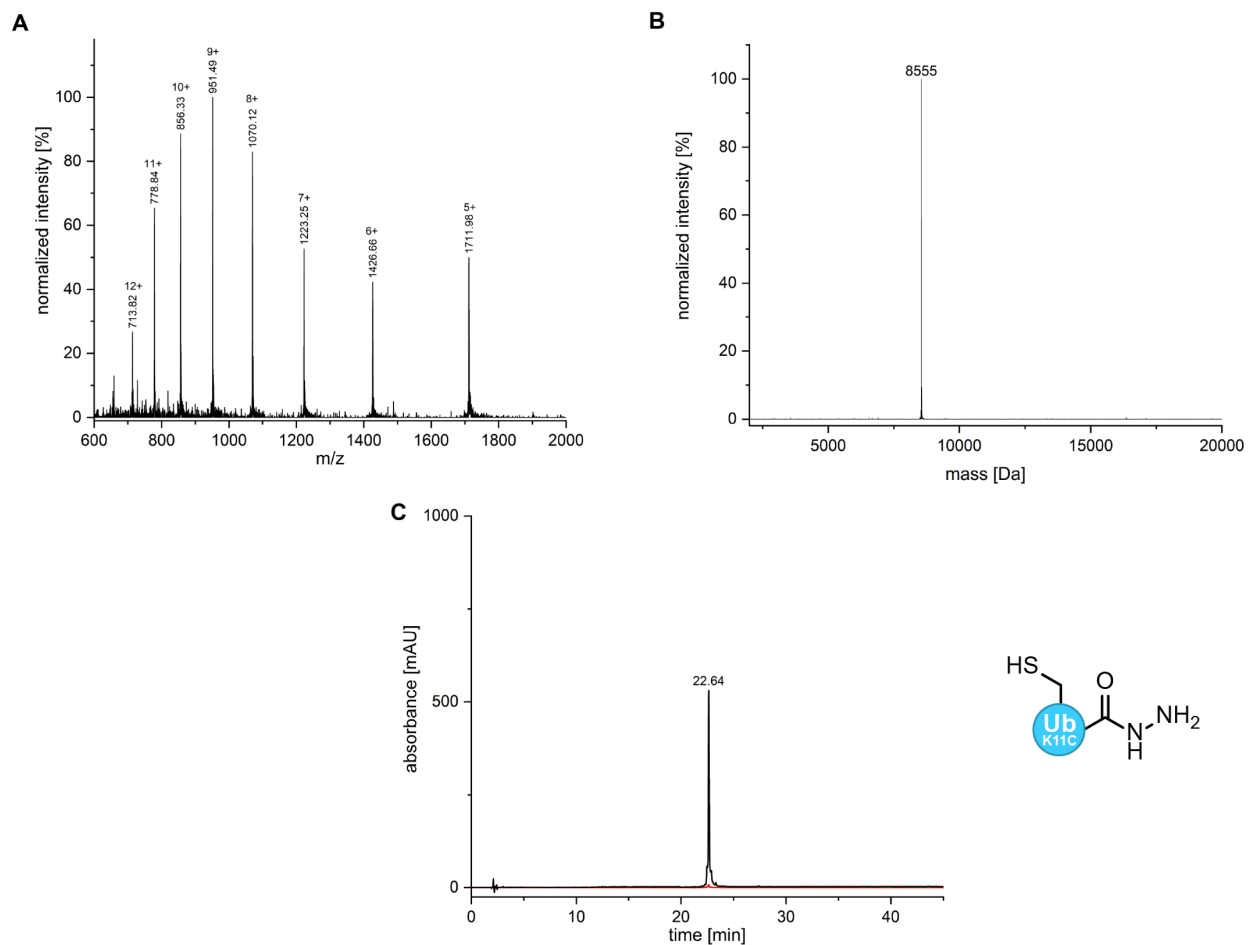 A
normalized intensity [%]
100
80
60
40
20
0
12+
713.82
11+
778.84
10+
856.33
9+
951.49
8+
1070.12
7+
1223.25
6+
1426.66
5+
1711.98
600 800 1000 1200 1400 1600 1800 2000
m/z
B
normalized intensity [%]
100
80
60
40
20
0
8555
5000 10000 15000 20000
mass [Da]
C
absorbance [mAU]
1000
500
0
22.64
0 10 20 30 40
time [min]
HS
O
Ub
K11C
N
H
NH2